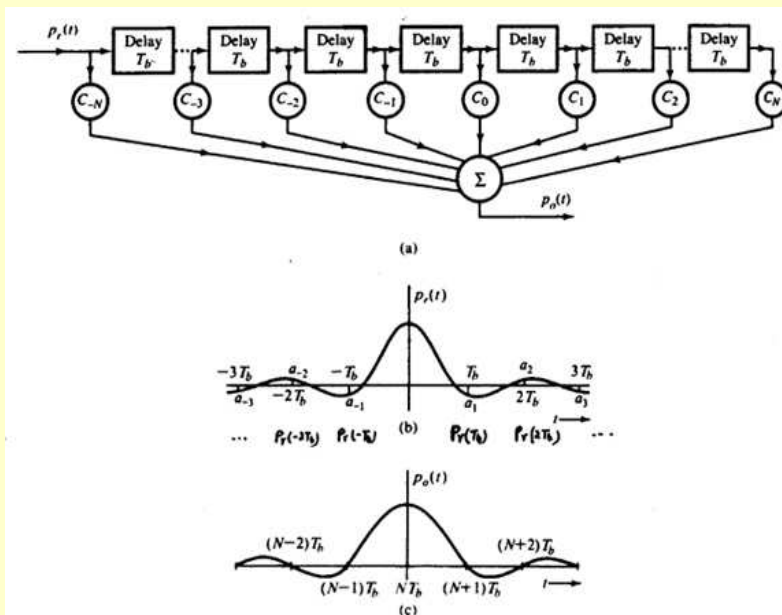 p_r(t)
Delay T_b Delay T_b Delay T_b Delay T_b Delay T_b Delay T_b Delay T_b
C_{-N} C_{-3} C_{-2} C_{-1} C_0 C_1 C_2 C_N
Σ
p_o(t)
(a)
p_r(t)
-3T_b a_{-2} -T_b T_b a_2 3T_b
a_{-3} -2T_b a_{-1} a_1 2T_b a_3
t
(b)
... P_r(-2T_b) P_r(-T_b) P_r(T_b) P_r(2T_b) ...
p_o(t)
(N-2)T_b (N+2)T_b
(N-1)T_b NT_b (N+1)T_b t
(c)